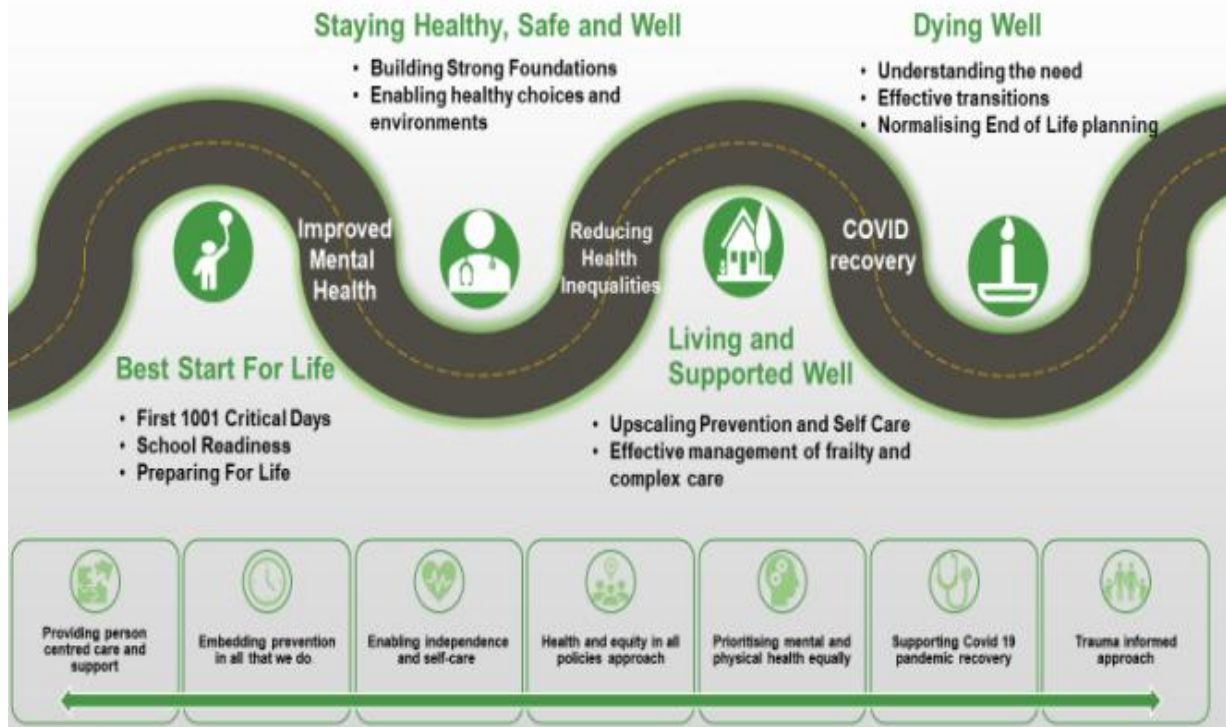 Staying Healthy, Safe and Well
• Building Strong Foundations
• Enabling healthy choices and
environments
Dying Well
• Understanding the need
• Effective transitions
• Normalising End of Life planning
Improved
Mental
Health
Reducing
Health
Inequalities
COVID
recovery
Best Start For Life
• First 1001 Critical Days
• School Readiness
• Preparing For Life
Living and
Supported Well
• Upscaling Prevention and Self Care
• Effective management of frailty and
complex care
Providing person
centred care and
support
Embedding prevention
in all that we do
Enabling independence
and self-care
Health and equity in all
policies approach
Prioritising mental and
physical health equally
Supporting Covid 19
pandemic recovery
Trauma informed
approach